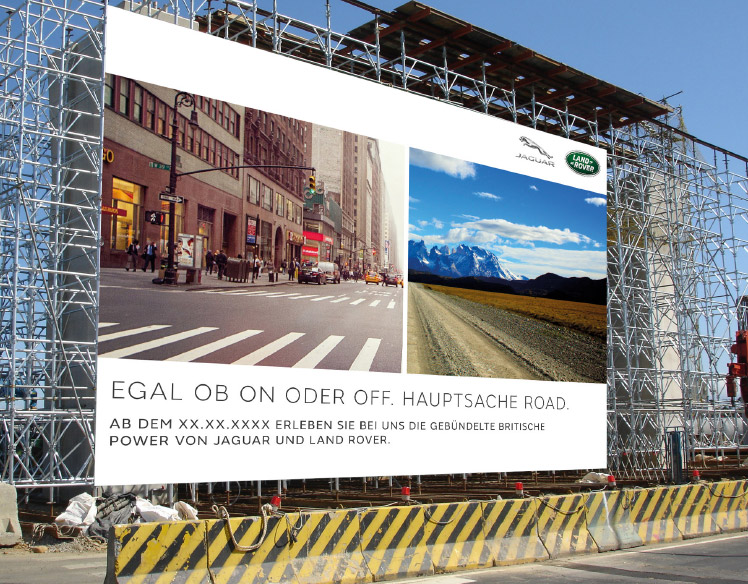 JAGUAR
LAND-
ROVER
EGAL OB ON ODER OFF. HAUPTSACHE ROAD.
AB DEM XX.XX.XXXX ERLEBEN SIE BEI UNS DIE GEBÜNDELTE BRITISCHE
POWER VON JAGUAR UND LAND ROVER.